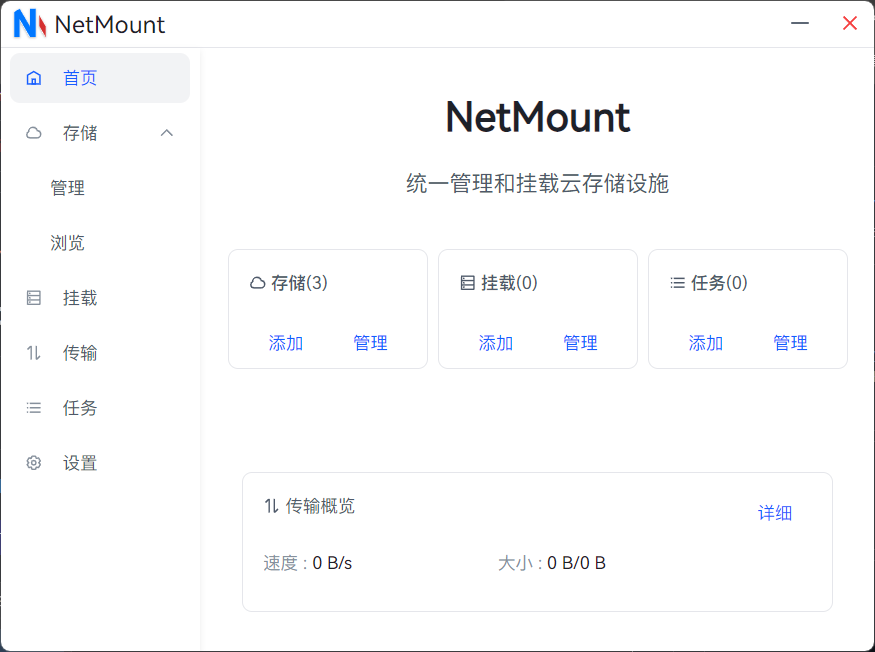 NetMount
首页
存储
管理
浏览
挂载
传输
任务
设置
NetMount
统一管理和挂载云存储设施
存储(3)
添加 管理
挂载(0)
添加 管理
任务(0)
添加 管理
传输概览
详细
速度 : 0 B/s
大小 : 0 B/0 B